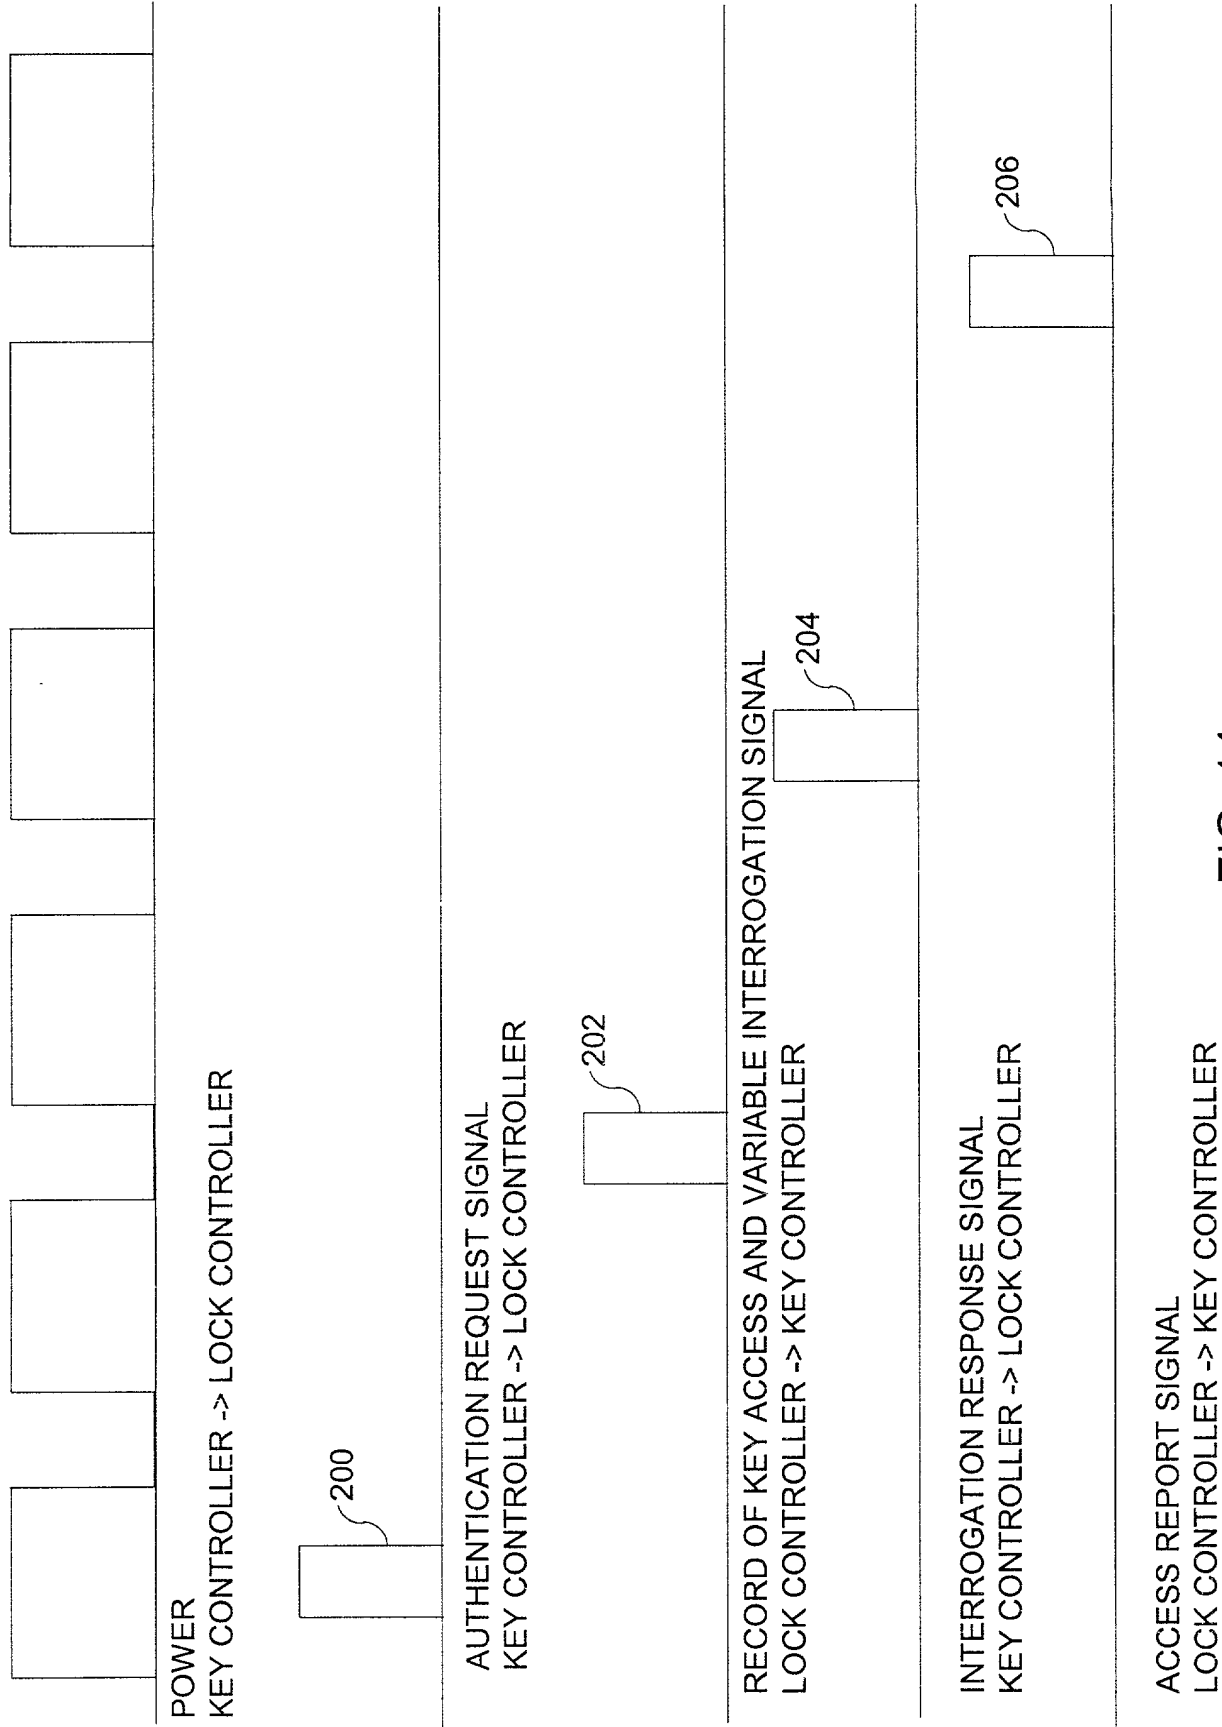 POWER
KEY CONTROLLER -> LOCK CONTROLLER
200
AUTHENTICATION REQUEST SIGNAL
KEY CONTROLLER -> LOCK CONTROLLER
202
RECORD OF KEY ACCESS AND VARIABLE INTERROGATION SIGNAL
LOCK CONTROLLER -> KEY CONTROLLER
204
INTERROGATION RESPONSE SIGNAL
KEY CONTROLLER -> LOCK CONTROLLER
206
ACCESS REPORT SIGNAL
LOCK CONTROLLER -> KEY CONTROLLER